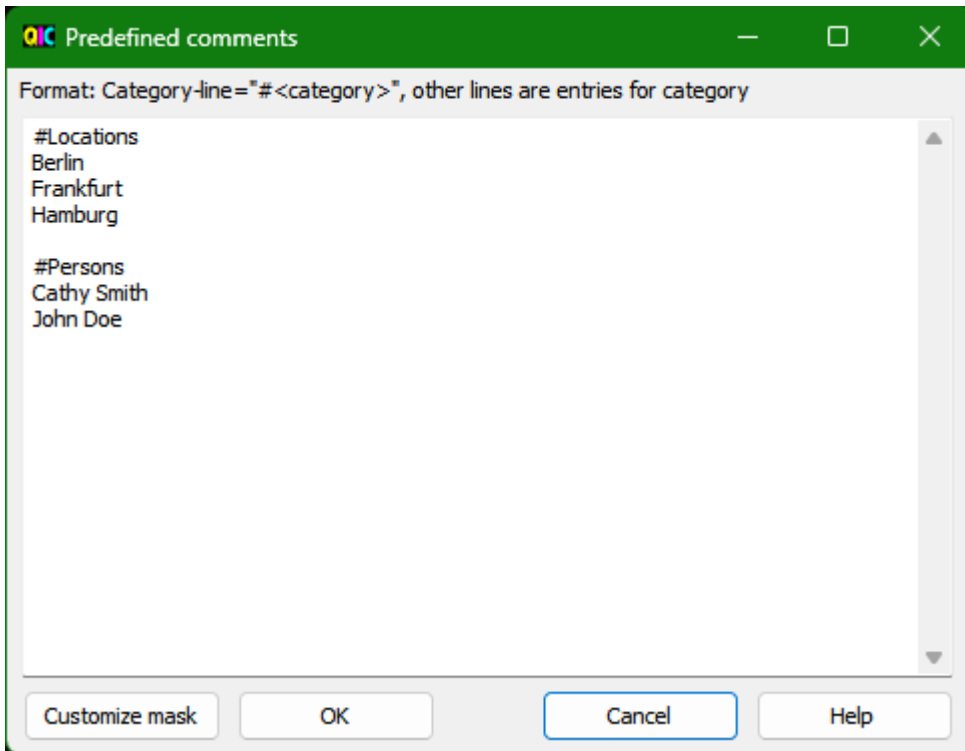 QIC Predefined comments
Format: Category-line="#<category>", other lines are entries for category
#Locations
Berlin
Frankfurt
Hamburg
#Persons
Cathy Smith
John Doe
Customize mask OK Cancel Help